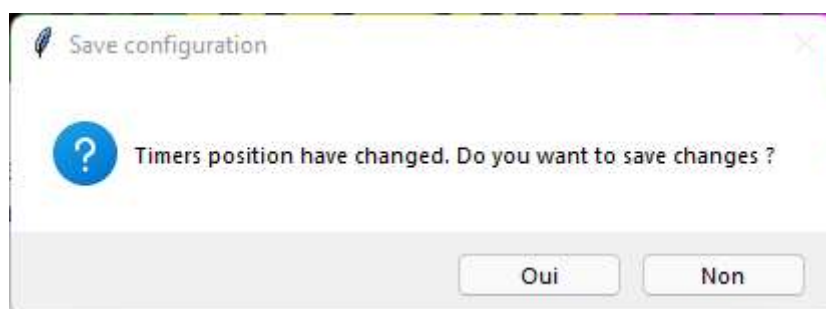 Save configuration
Timers position have changed. Do you want to save changes ?
Oui
Non